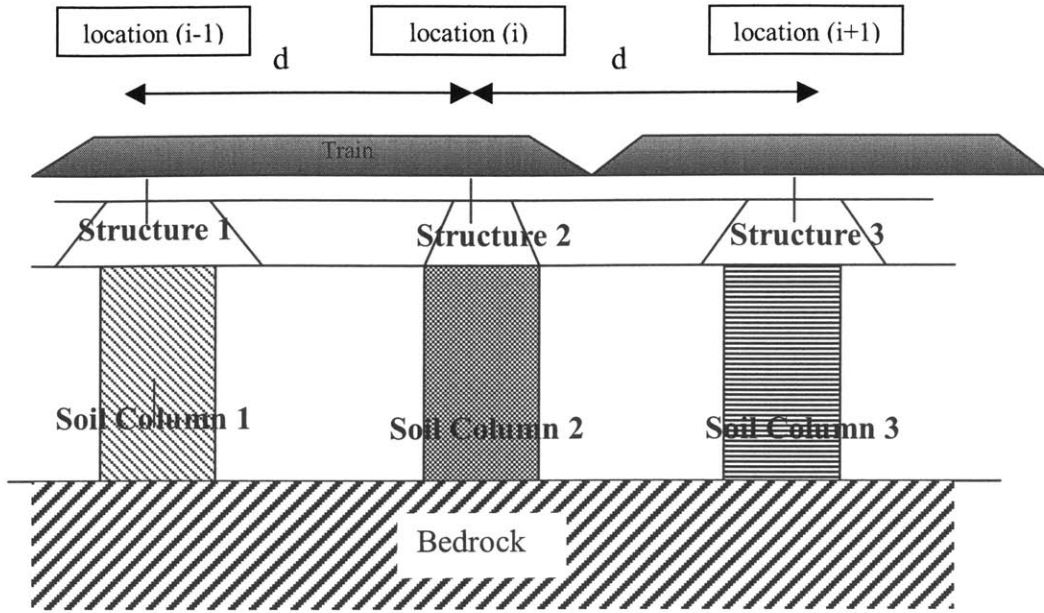 location (i-1)
location (i)
location (i+1)
d
d
Train
Structure 1
Structure 2
Structure 3
Soil Column 1
Soil Column 2
Soil Column 3
Bedrock